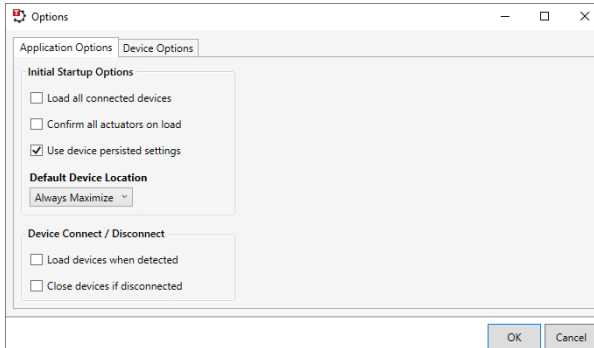 Options
Application Options Device Options
Initial Startup Options
Load all connected devices
Confirm all actuators on load
Use device persisted settings
Default Device Location
Always Maximize
Device Connect / Disconnect
Load devices when detected
Close devices if disconnected
OK Cancel